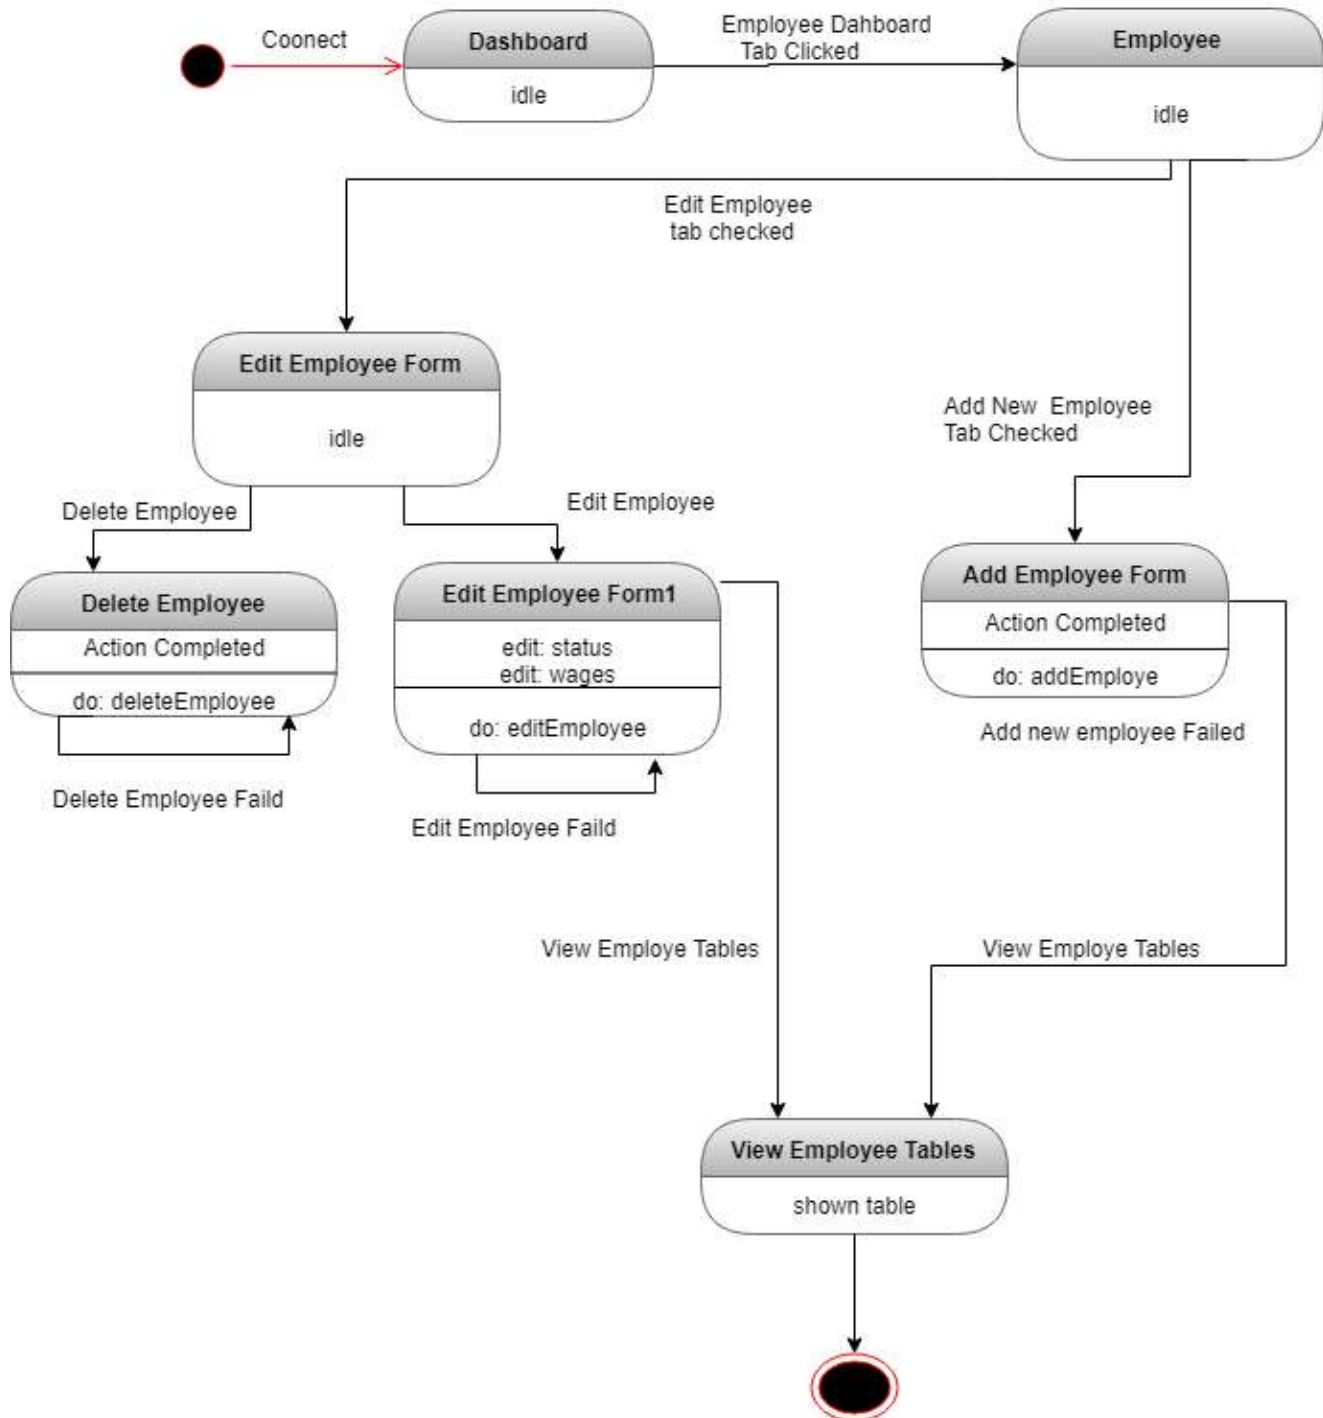 Coonect
Dashboard
idle
Employee Dahboard
Tab Clicked
Employee
idle
Edit Employee
tab checked
Edit Employee Form
idle
Add New  Employee
Tab Checked
Delete Employee
Edit Employee
Delete Employee
Action Completed
do: deleteEmployee
Delete Employee Faild
Edit Employee Form1
edit: status
edit: wages
do: editEmployee
Edit Employee Faild
Add Employee Form
Action Completed
do: addEmploye
Add new employee Failed
View Employe Tables
View Employe Tables
View Employee Tables
shown table